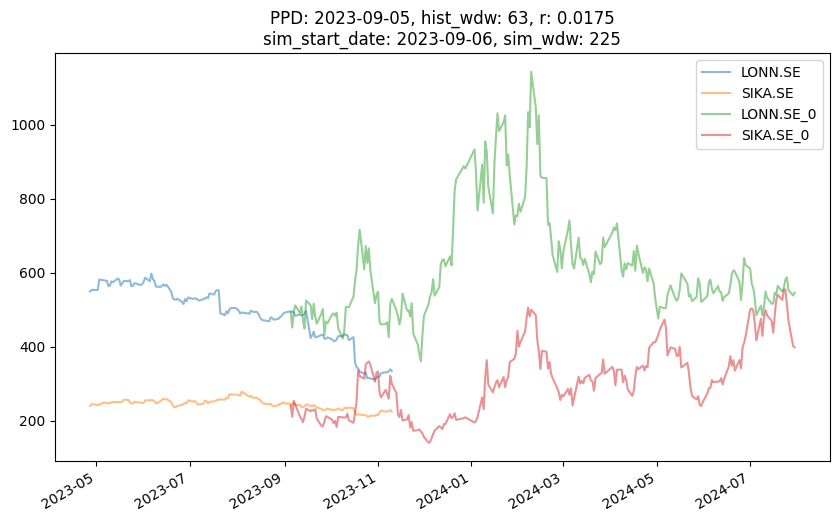 PPD: 2023-09-05, hist_wdw: 63, r: 0.0175
sim_start_date: 2023-09-06, sim_wdw: 225
LONN.SE
SIKA.SE
LONN.SE_0
SIKA.SE_0
1000
800
600
400
200
2023-05
2023-07
2023-09
2023-11
2024-01
2024-03
2024-05
2024-07